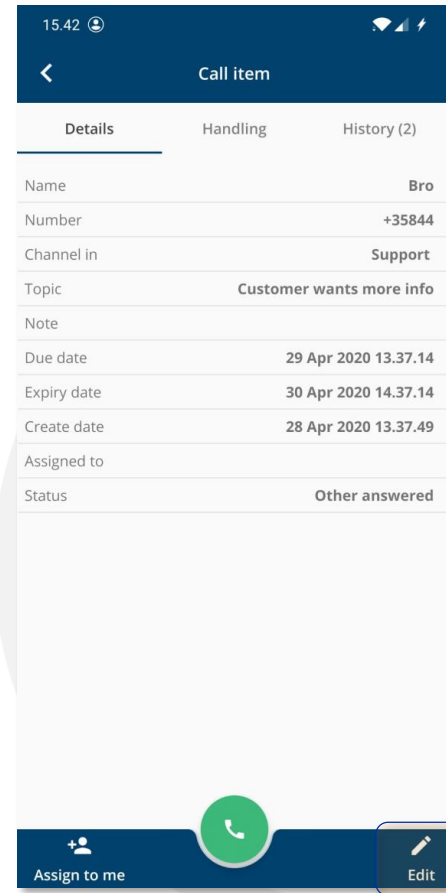 15.42
Call item
Details Handling History (2)
Name Bro
Number +35844
Channel in Support
Topic Customer wants more info
Note
Due date 29 Apr 2020 13.37.14
Expiry date 30 Apr 2020 14.37.14
Create date 28 Apr 2020 13.37.49
Assigned to
Status Other answered
Assign to me Edit